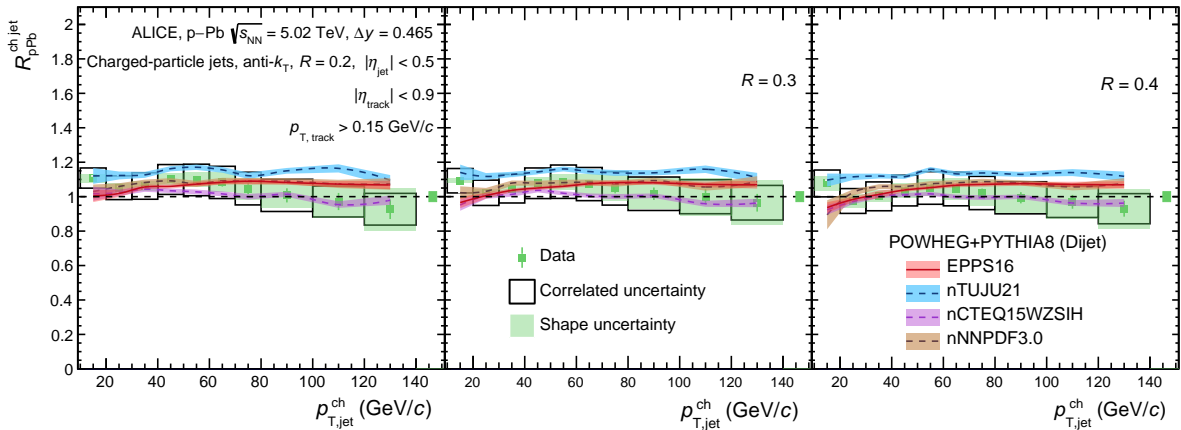 R_pPb^ch jet
2
1.8
1.6
1.4
1.2
1
0.8
0.6
0.4
0.2
0
ALICE, p–Pb √s_NN = 5.02 TeV, Δy = 0.465
Charged-particle jets, anti-k_T, R = 0.2, |η_jet| < 0.5
|η_track| < 0.9
p_T, track > 0.15 GeV/c
20 40 60 80 100 120 140
p_T,jet^ch (GeV/c)
R = 0.3
Data
Correlated uncertainty
Shape uncertainty
20 40 60 80 100 120 140
p_T,jet^ch (GeV/c)
R = 0.4
POWHEG+PYTHIA8 (Dijet)
EPPS16
nTUJU21
nCTEQ15WZSIH
nNNPDF3.0
20 40 60 80 100 120 140
p_T,jet^ch (GeV/c)